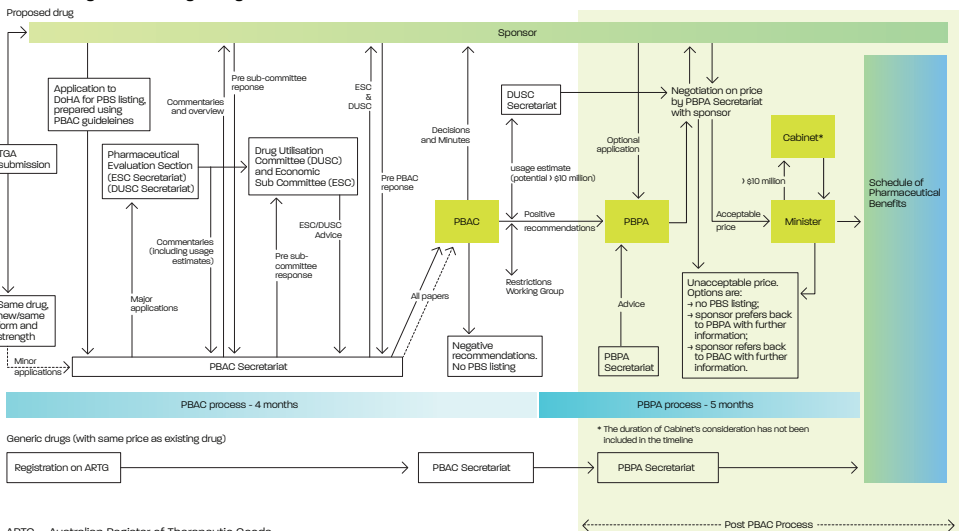 Proposed drug
Sponsor
Application to
DoHA for PBS listing,
prepared using
PBAC guideleines
Commentaries
and overview
Pre sub-committee
reponse
ESC
&
DUSC
Decisions
and Minutes
DUSC
Secretariat
Optional
application
Negotiation on price
by PBPA Secretariat
with sponsor
Cabinet*
TGA
submission
Pharmaceutical
Evaluation Section
(ESC Secretariat)
(DUSC Secretariat)
Drug Utilisation
Committee (DUSC)
and Economic
Sub Committee (ESC)
Pre PBAC
reponse
usage estimate
(potential > $10 million)
> $10 million
Schedule of
Pharmaceutical
Benefits
PBAC
Positive
recommendations
PBPA
Acceptable
price
Minister
Commentaries
(including usage
estimates)
Pre sub-
committee
response
ESC/DUSC
Advice
Major
applications
All papers
Restrictions
Working Group
Advice
Unacceptable price.
Options are:
→ no PBS listing;
→ sponsor prefers back
to PBPA with further
information;
→ sponsor refers back
to PBAC with further
information.
Same drug,
new/same
form and
strength
Minor
applications
PBAC Secretariat
Negative
recommendations.
No PBS listing
PBPA
Secretariat
PBAC process - 4 months
PBPA process - 5 months
* The duration of Cabinet's consideration has not been
included in the timeline
Generic drugs (with same price as existing drug)
Registration on ARTG
PBAC Secretariat
PBPA Secretariat
Post PBAC Process